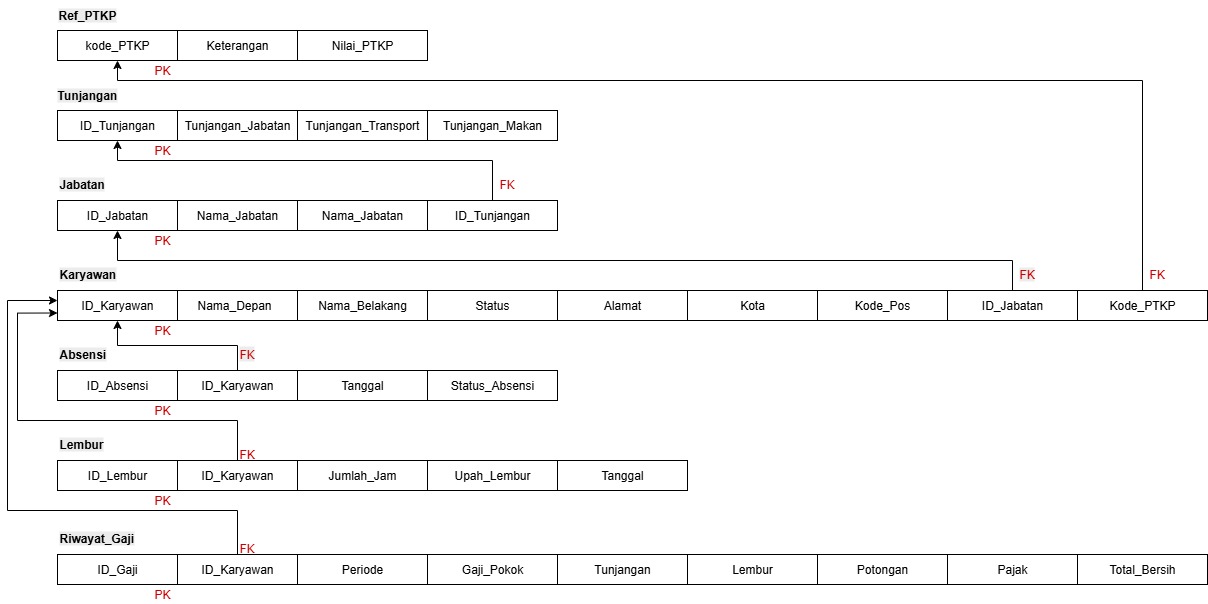 Ref_PTKP
kode_PTKP Keterangan Nilai_PTKP
PK
Tunjangan
ID_Tunjangan Tunjangan_Jabatan Tunjangan_Transport Tunjangan_Makan
PK
Jabatan FK
ID_Jabatan Nama_Jabatan Nama_Jabatan ID_Tunjangan
PK
Karyawan FK FK
ID_Karyawan Nama_Depan Nama_Belakang Status Alamat Kota Kode_Pos ID_Jabatan Kode_PTKP
PK
Absensi FK
ID_Absensi ID_Karyawan Tanggal Status_Absensi
PK
Lembur FK
ID_Lembur ID_Karyawan Jumlah_Jam Upah_Lembur Tanggal
PK
Riwayat_Gaji FK
ID_Gaji ID_Karyawan Periode Gaji_Pokok Tunjangan Lembur Potongan Pajak Total_Bersih
PK